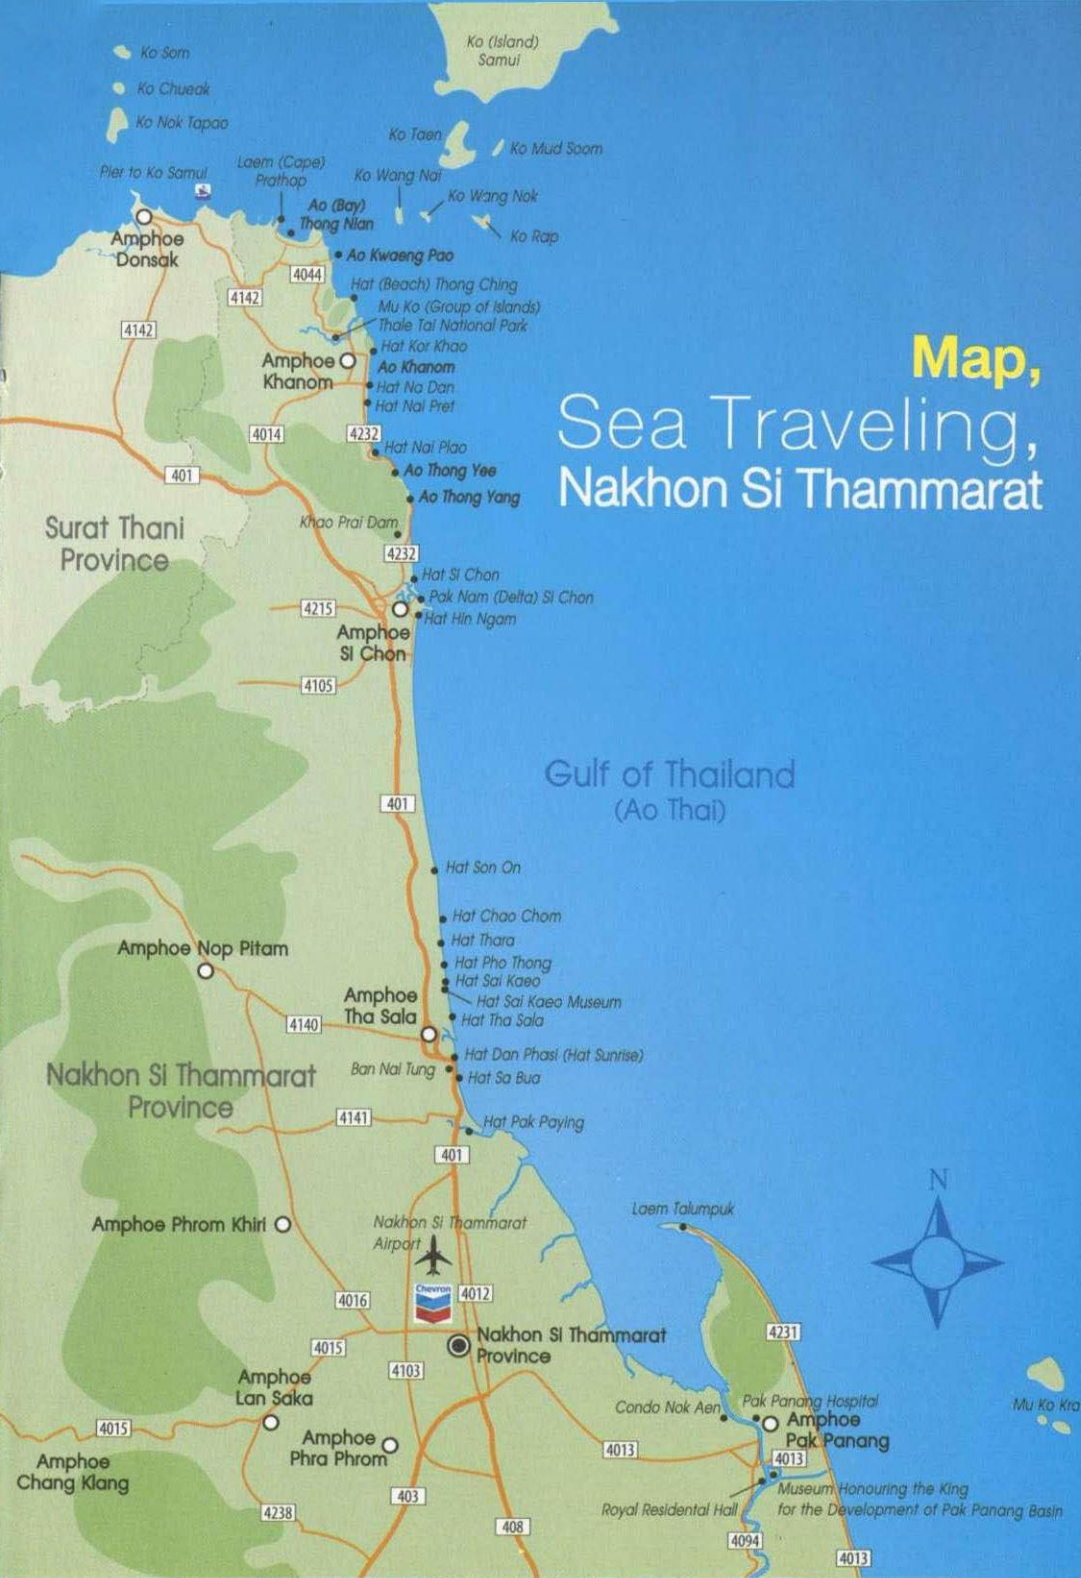 Ko (Island)
Samui
Ko Som
Ko Chueak
Ko Nok Tapao
Ko Taen
Ko Mud Soom
Pier to Ko Samui
Laem (Cape)
Prathap
Ko Wang Nai
Ko Wang Nok
Ko Rap
Ao (Bay)
Thong Nian
Amphoe
Donsak
Ao Kwaeng Pao
4044
4142
Hat (Beach) Thong Ching
Mu Ko (Group of Islands)
Thale Tai National Park
4142
Hat Kor Khao
Amphoe
Khanom
Ao Khanom
Hat Na Dan
Hat Nai Pret
Map,
Sea Traveling,
Nakhon Si Thammarat
4014
4232
Hat Nai Plao
401
Ao Thong Yee
Ao Thong Yang
Surat Thani
Province
Khao Prai Dam
4232
Hat Si Chon
Pak Nam (Delta) Si Chon
4215
Hat Hin Ngam
Amphoe
Si Chon
4105
Gulf of Thailand
(Ao Thai)
401
Hat Son On
Hat Chao Chom
Hat Thara
Amphoe Nop Pitam
Hat Pho Thong
Hat Sai Kaeo
Amphoe
Tha Sala
Hat Sai Kaeo Museum
Hat Tha Sala
4140
Hat Dan Phasi (Hat Sunrise)
Ban Nai Tung
Hat Sa Bua
Nakhon Si Thammarat
Province
4141
Hat Pak Paying
401
N
Laem Talumpuk
Amphoe Phrom Khiri
Nakhon Si Thammarat
Airport
Chevron
4016
4012
4231
Nakhon Si Thammarat
Province
4015
4103
Amphoe
Lan Saka
Mu Ko Kra
Condo Nok Aen
Pak Panang Hospital
Amphoe
Pak Panang
4015
Amphoe
Phra Phrom
4013
4013
Amphoe
Chang Klang
Museum Honouring the King
for the Development of Pak Panang Basin
Royal Residental Hall
403
4238
408
4094
4013